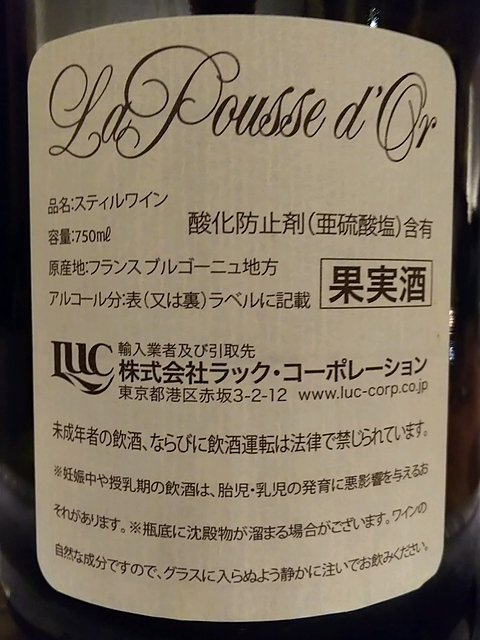 La Pousse d'Or
品名:スティルワイン
容量:750mℓ
酸化防止剤(亜硫酸塩)含有
原産地:フランス ブルゴーニュ地方
アルコール分:表(又は裏)ラベルに記載
果実酒
LUC
輸入業者及び引取先
株式会社ラック・コーポレーション
東京都港区赤坂3-2-12 www.luc-corp.co.jp
未成年者の飲酒、ならびに飲酒運転は法律で禁じられています。
※妊娠中や授乳期の飲酒は、胎児・乳児の発育に悪影響を与えるお
それがあります。※瓶底に沈殿物が溜まる場合がございます。ワインの
自然な成分ですので、グラスに入らぬよう静かに注いでお飲みください。